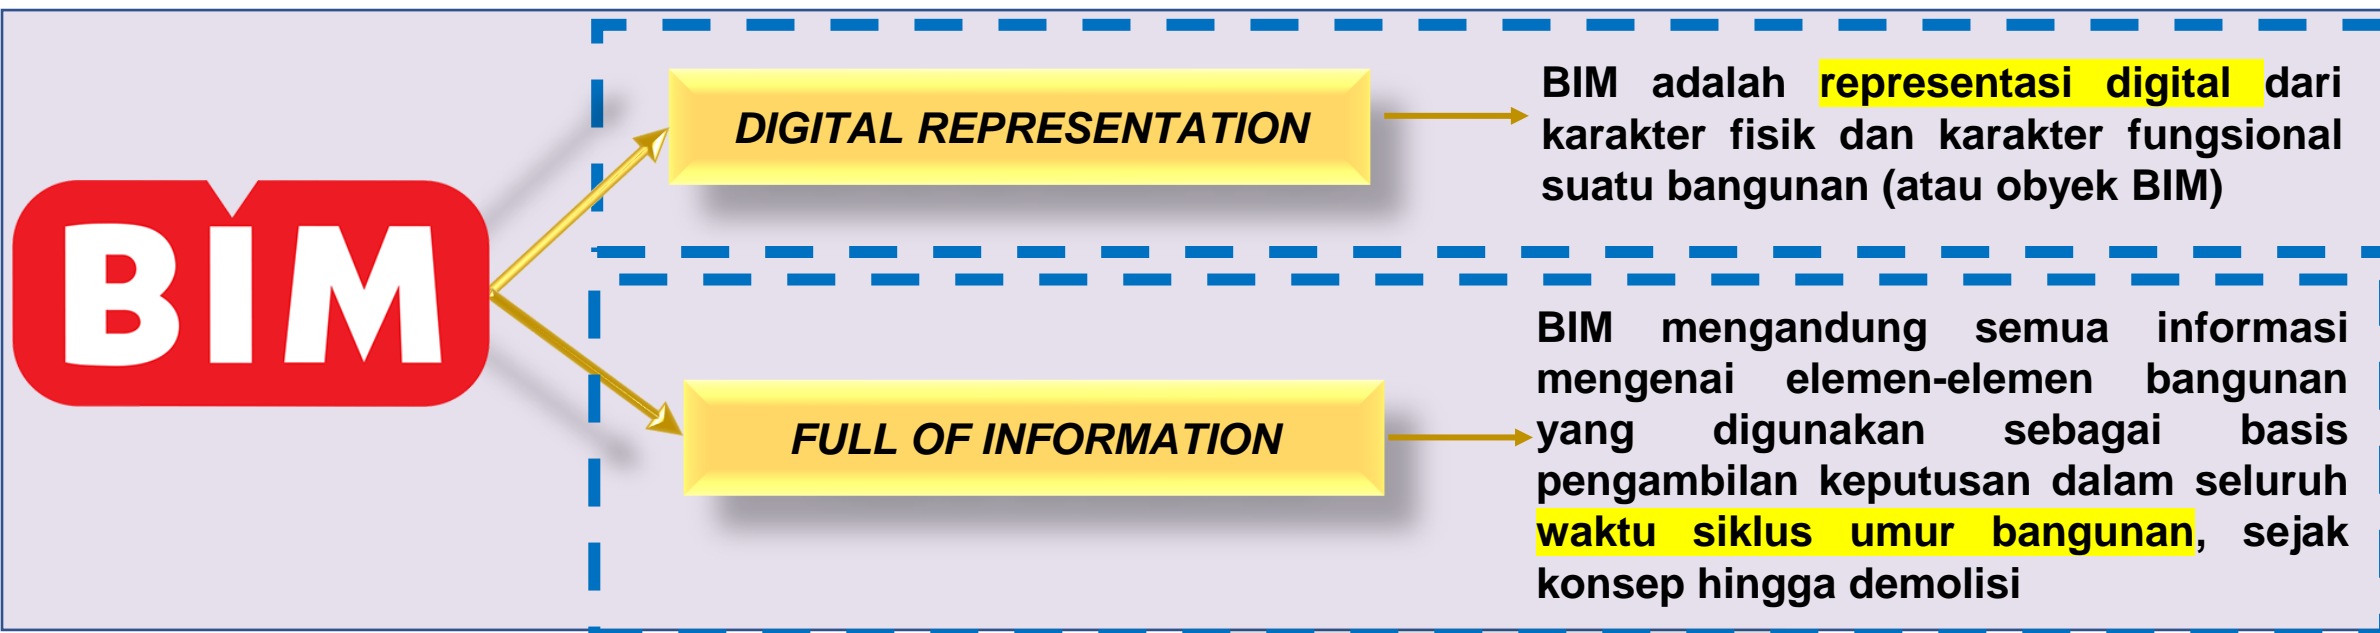 BİM
DIGITAL REPRESENTATION
BIM adalah representasi digital dari
karakter fisik dan karakter fungsional
suatu bangunan (atau obyek BIM)
FULL OF INFORMATION
BIM mengandung semua informasi
mengenai elemen-elemen bangunan
yang digunakan sebagai basis
pengambilan keputusan dalam seluruh
waktu siklus umur bangunan, sejak
konsep hingga demolisi